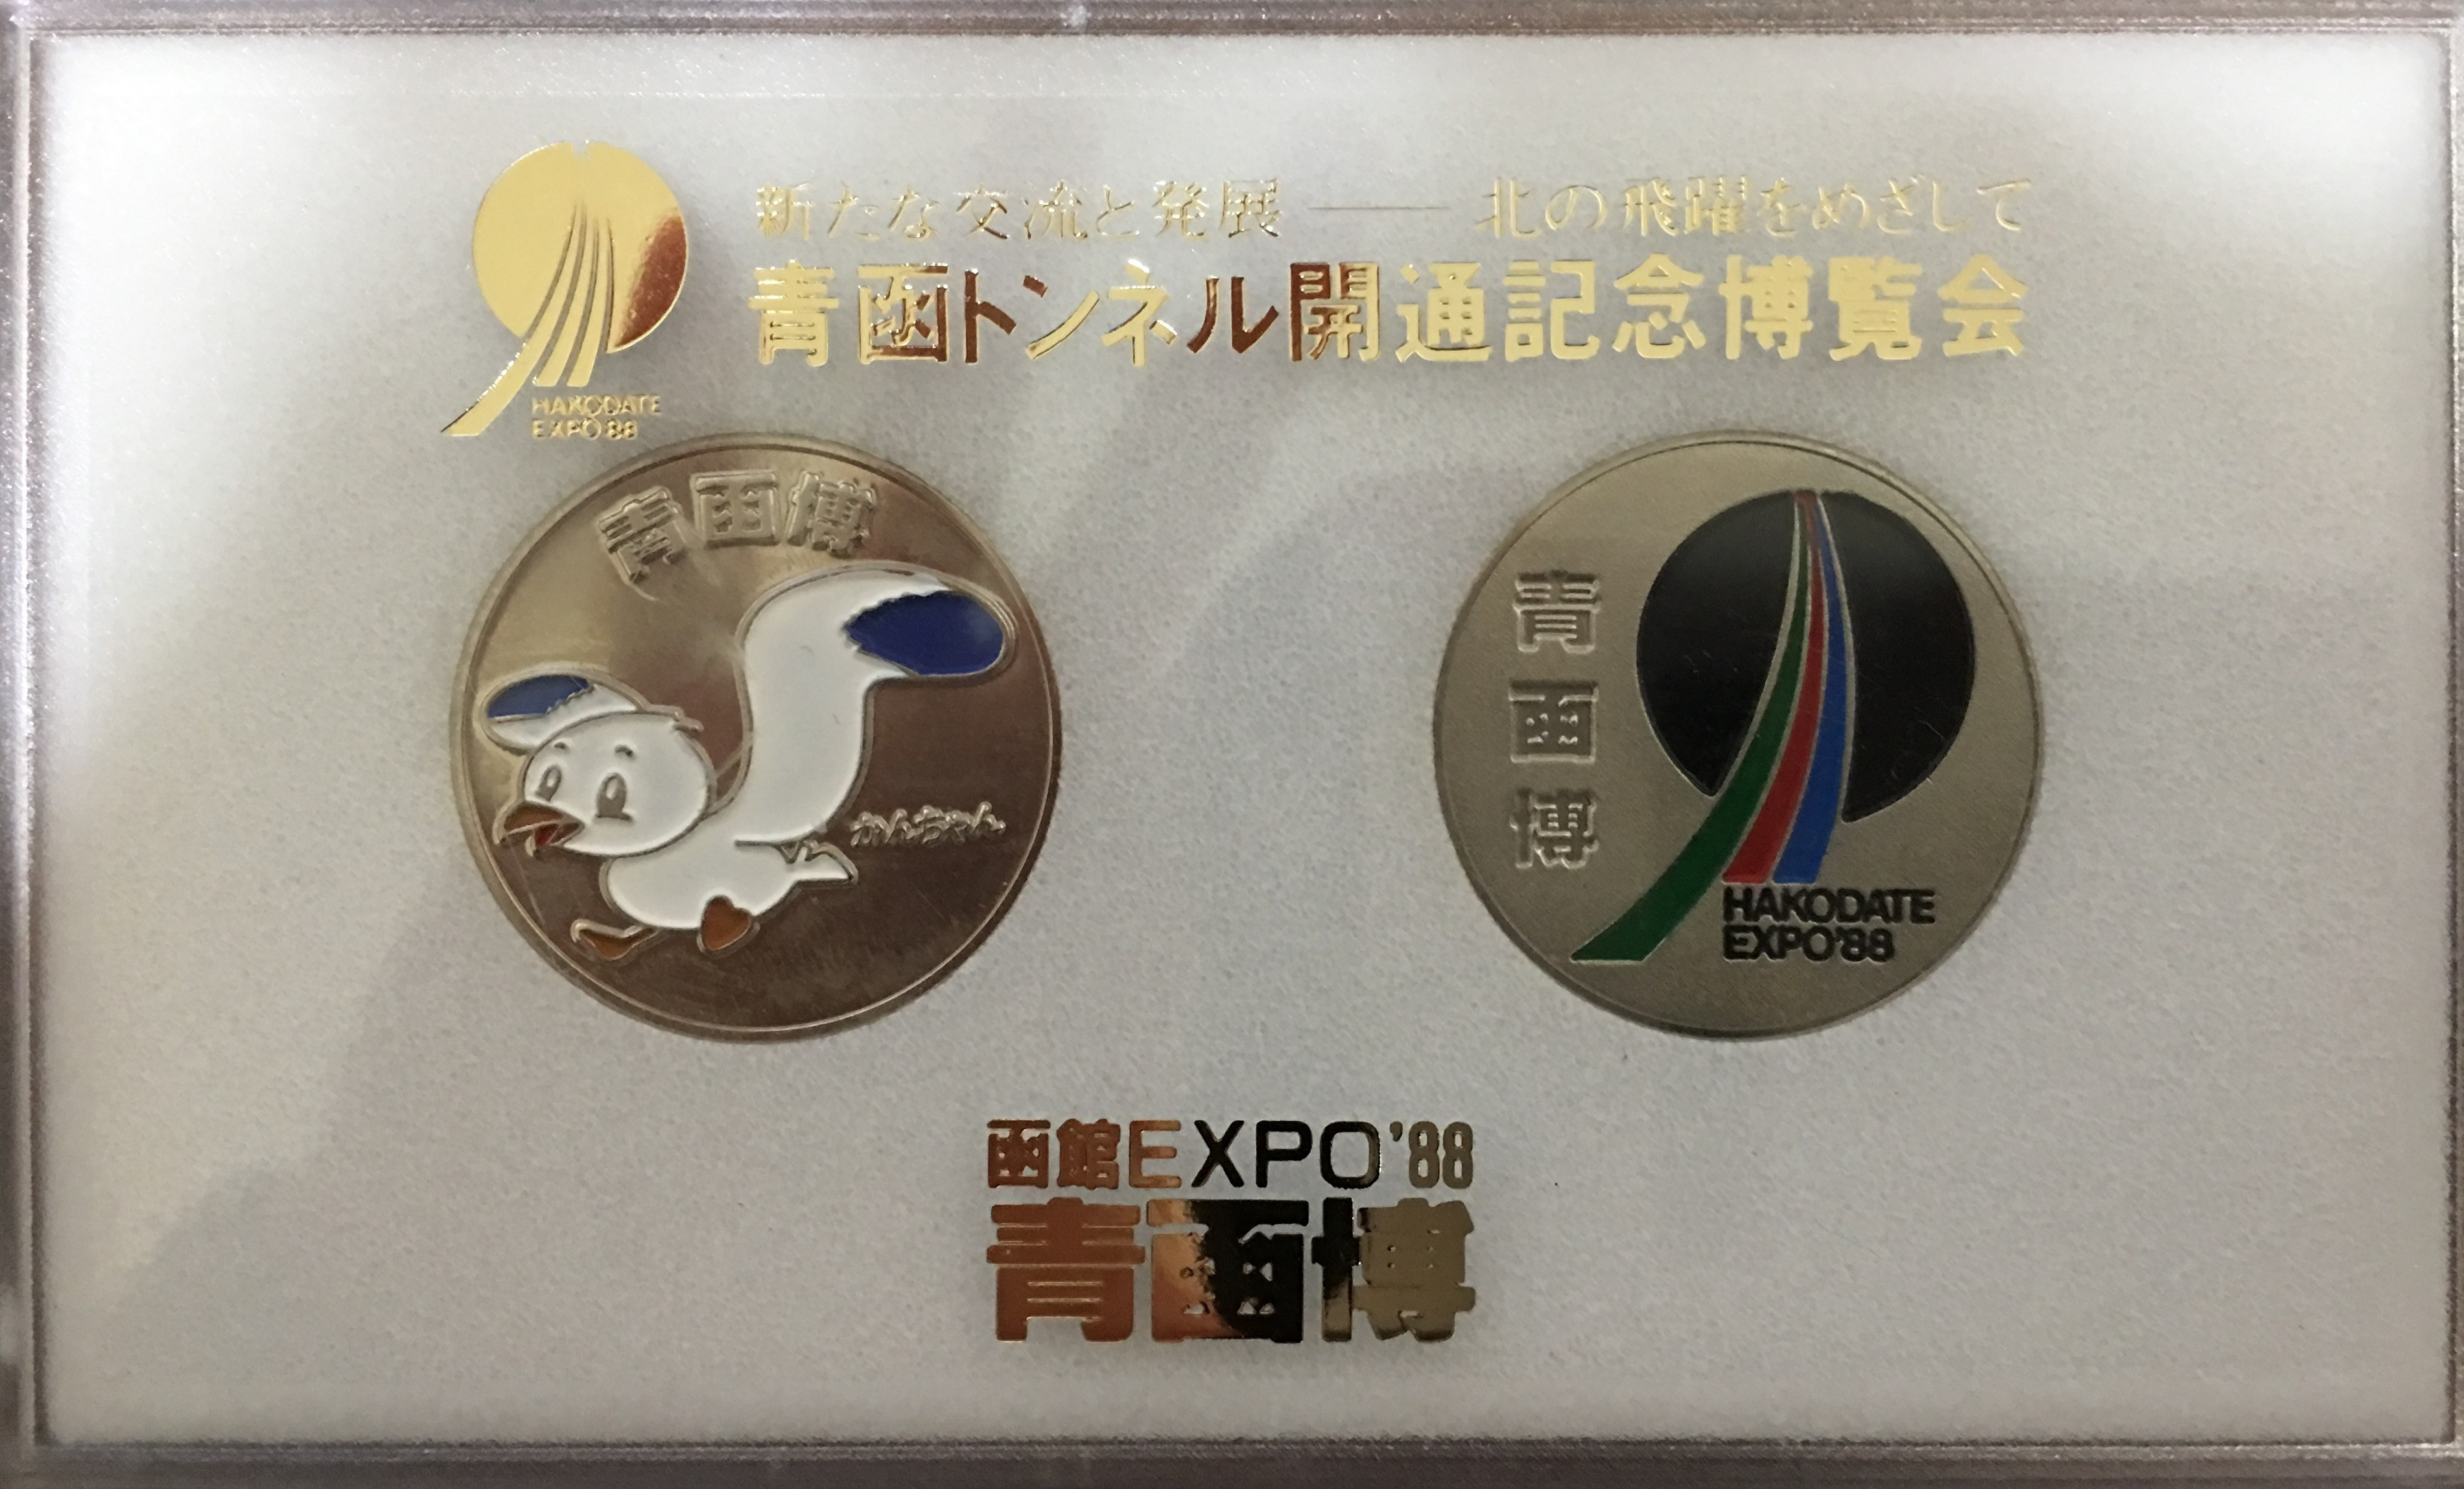 新たな交流と発展――北の飛躍をめざして
青函トンネル開通記念博覧会
HAKODATE
EXPO'88
青函博
かんちゃん
青函博
HAKODATE
EXPO'88
函館EXPO'88
青函博